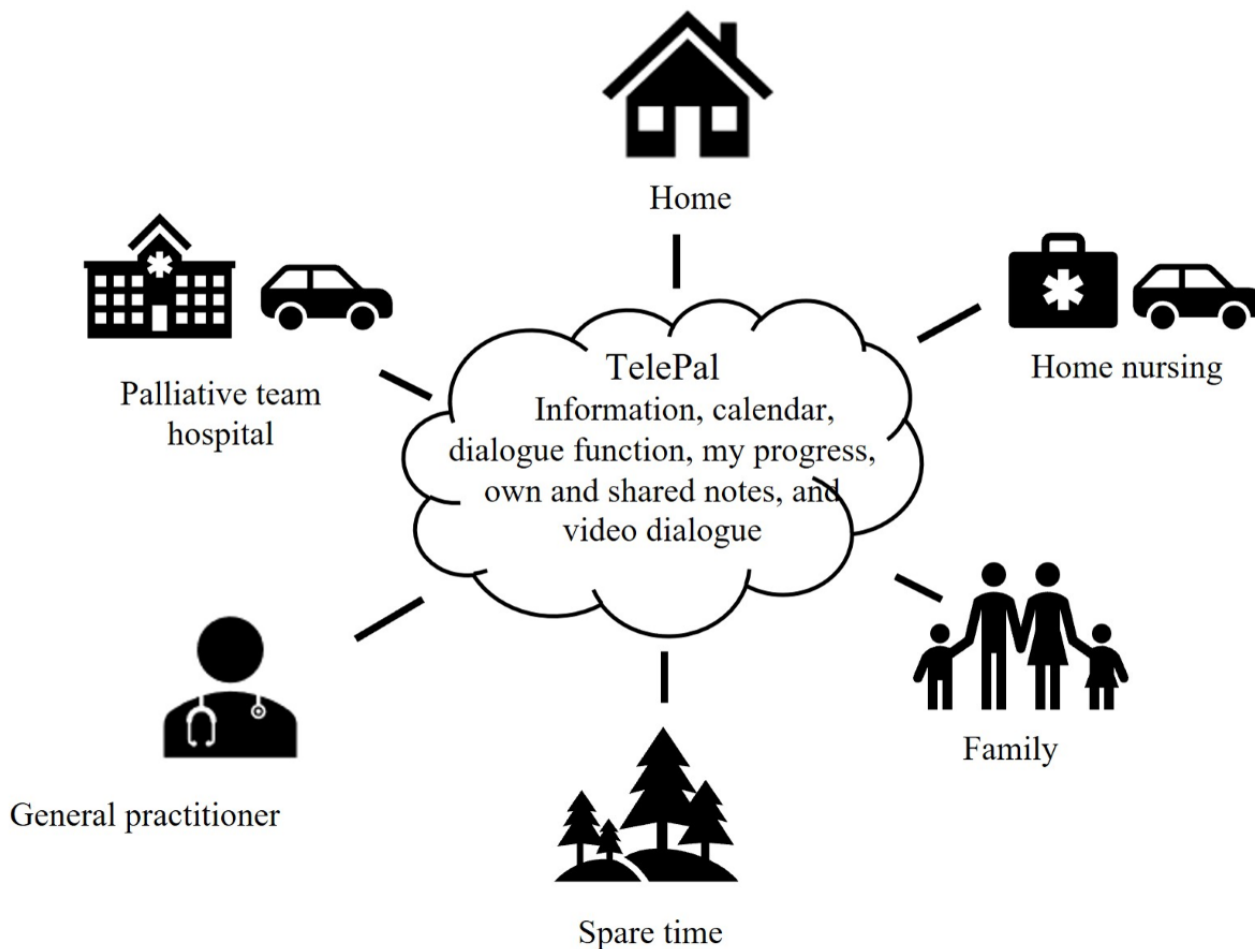 Home
Palliative team
hospital
Home nursing
TelePal
Information, calendar,
dialogue function, my progress,
own and shared notes, and
video dialogue
General practitioner
Family
Spare time